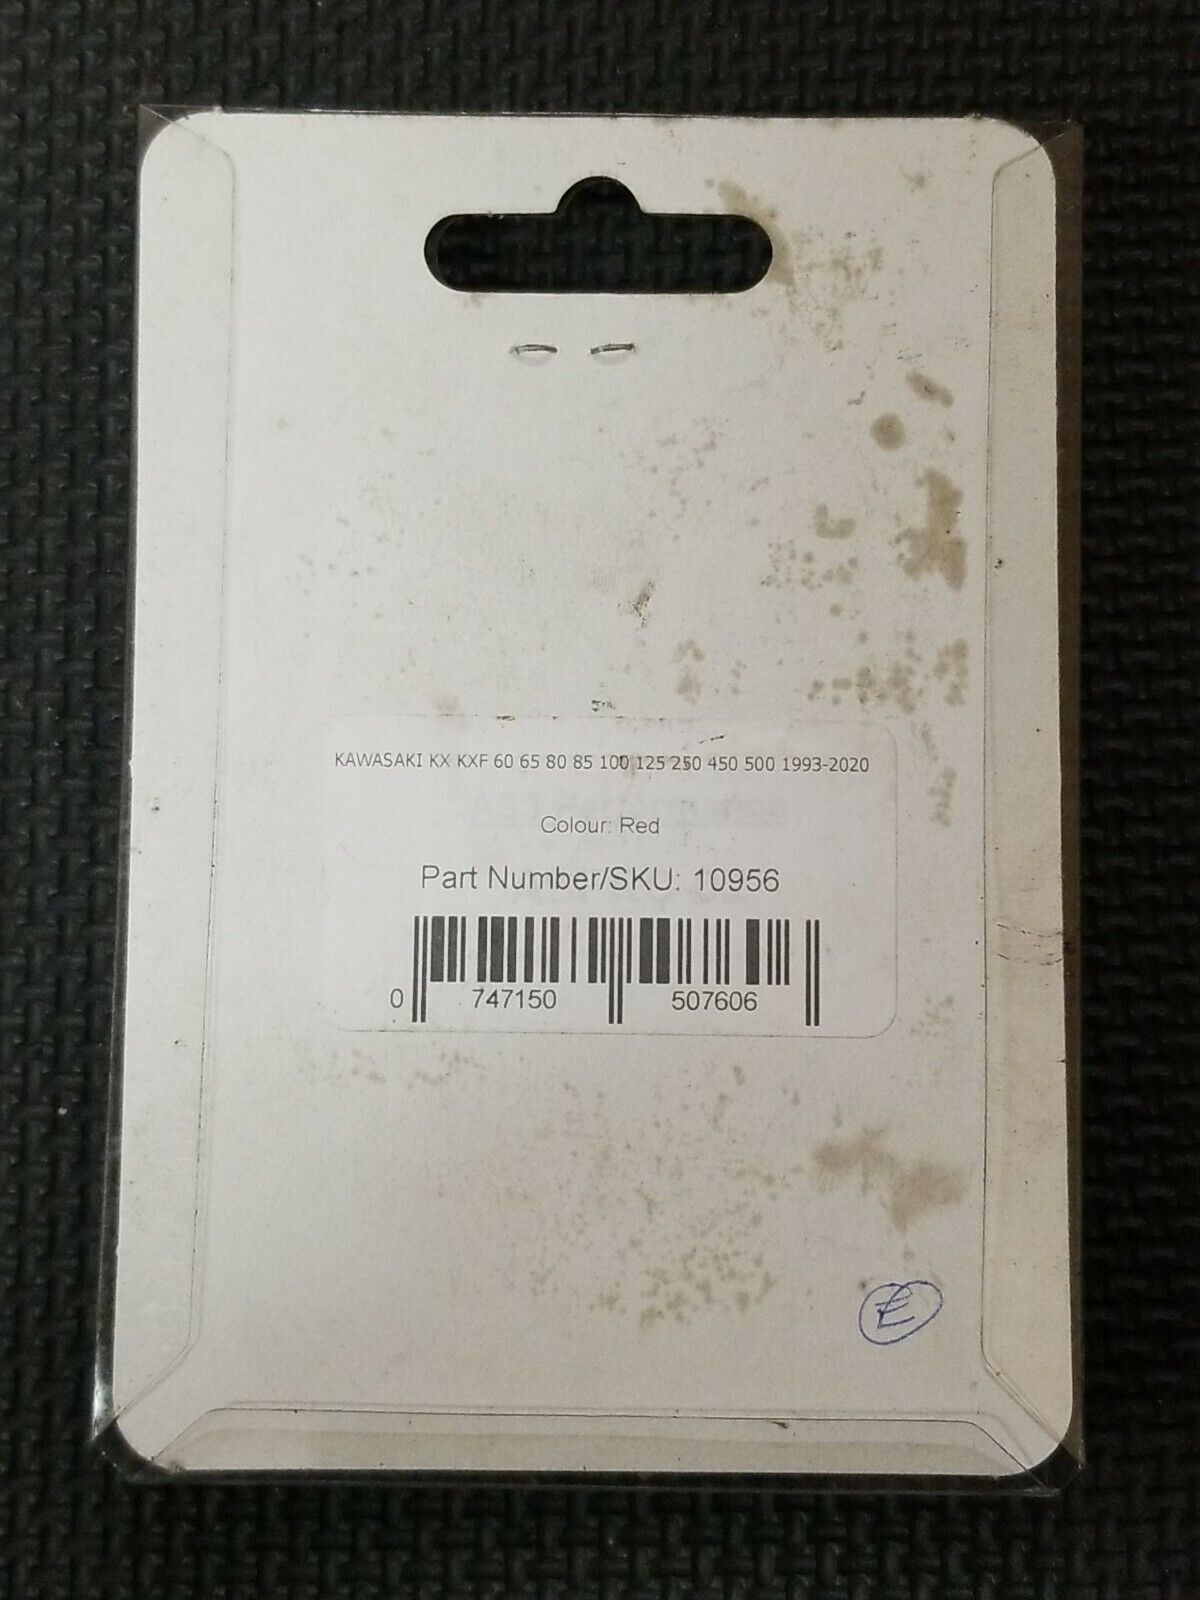 KAWASAKI KX KXF 60 65 80 85 100 125 250 450 500 1993-2020
Colour: Red
Part Number/SKU: 10956
0 747150 507606
E